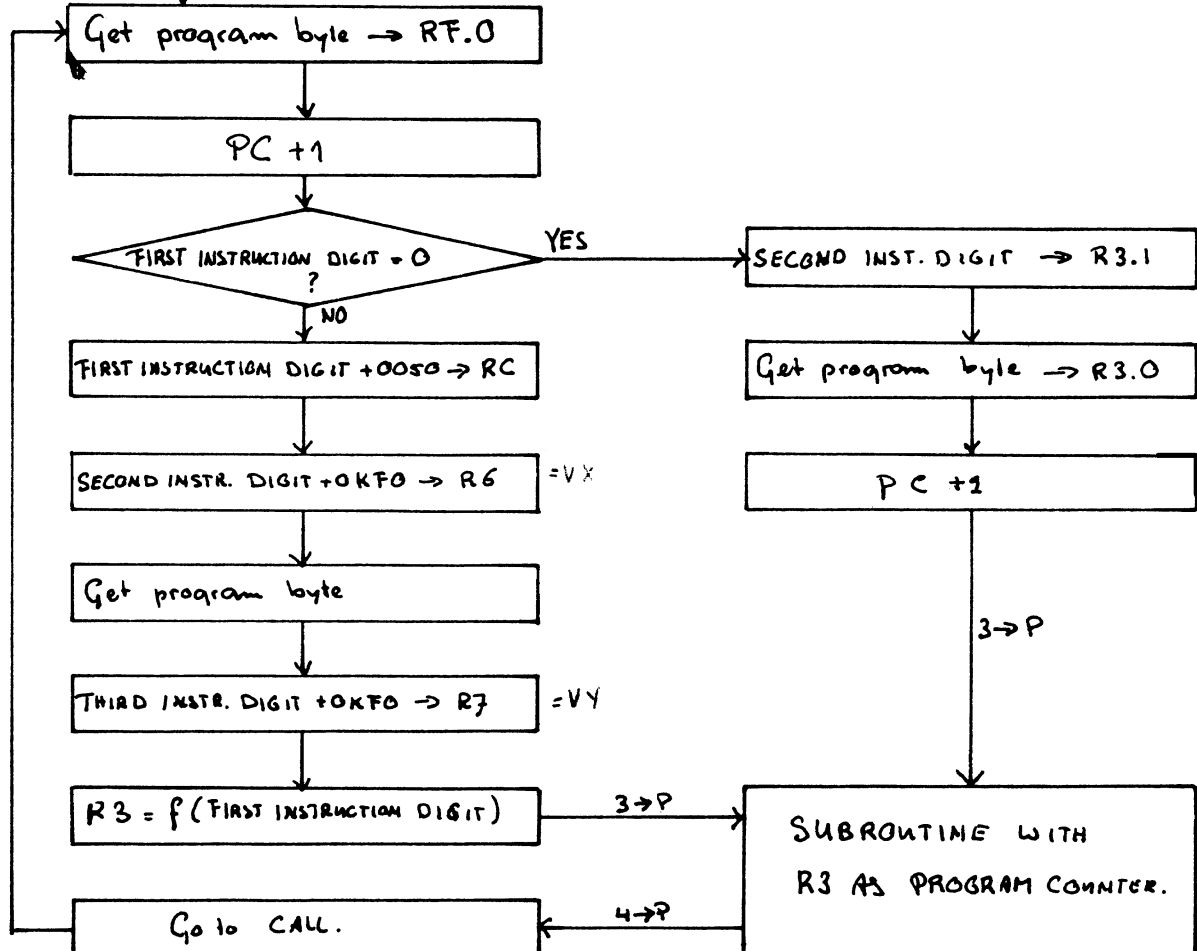 Get program byte → RF.0
PC +1
FIRST INSTRUCTION DIGIT = 0
?
YES
NO
FIRST INSTRUCTION DIGIT +0050 → RC
SECOND INSTR. DIGIT +0KF0 → R6
=VX
Get program byte
THIRD INSTR. DIGIT +0KF0 → R7
=VY
R3 = f (FIRST INSTRUCTION DIGIT)
3→P
Go to CALL.
4→P
SECOND INST. DIGIT → R3.1
Get program byte → R3.0
PC +1
3→P
SUBROUTINE WITH
R3 AS PROGRAM COUNTER.